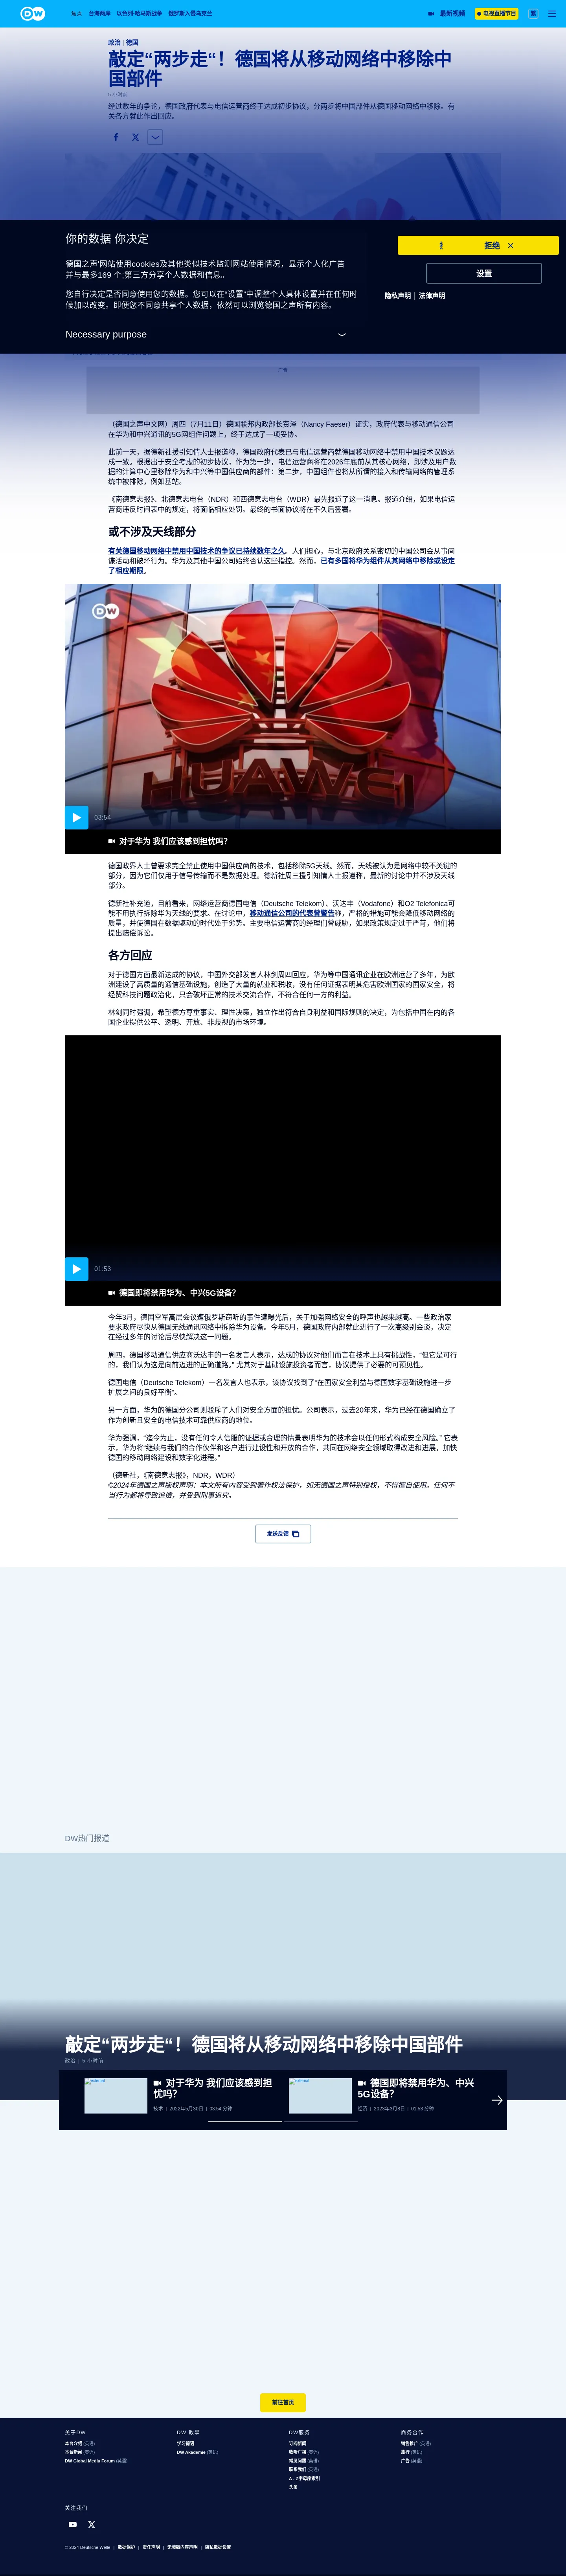 DW
热点 台海两岸 以色列-哈马斯战争 俄罗斯入侵乌克兰 最新视频 电视直播节目 繁
政治 | 德国
敲定“两步走“！德国将从移动网络中移除中
国部件
5 小时前
经过数年的争论，德国政府代表与电信运营商终于达成初步协议，分两步将中国部件从德国移动网络中移除。有
关各方就此作出回应。
你的数据 你决定
德国之声’网站使用cookies及其他类似技术监测网站使用情况，显示个人化广告
并与最多169 个;第三方分享个人数据和信息。
您自行决定是否同意使用您的数据。您可以在“设置”中调整个人具体设置并在任何时
候加以改变。即使您不同意共享个人数据，依然可以浏览德国之声所有内容。
Necessary purpose
拒绝
设置
隐私声明 | 法律声明
广告
（德国之声中文网）周四（7月11日）德国联邦内政部长费泽（Nancy Faeser）证实，政府代表与移动通信公司
在华为和中兴通讯的5G网组件问题上，终于达成了一项妥协。
此前一天，据德新社援引知情人士报道称，德国政府代表已与电信运营商就德国移动网络中禁用中国技术议题达
成一致。根据出于安全考虑的初步协议，作为第一步，电信运营商将在2026年底前从其核心网络，即涉及用户数
据的计算中心里移除华为和中兴等中国供应商的部件：第二步，中国组件也将从所谓的接入和传输网络的管理系
统中被排除，例如基站。
《南德意志报》、北德意志电台（NDR）和西德意志电台（WDR）最先报道了这一消息。报道介绍，如果电信运
营商违反时间表中的规定，将面临相应处罚。最终的书面协议将在不久后签署。
或不涉及天线部分
有关德国移动网络中禁用中国技术的争议已持续数年之久。人们担心，与北京政府关系密切的中国公司会从事间
谍活动和破坏行为。华为及其他中国公司始终否认这些指控。然而，已有多国将华为组件从其网络中移除或设定
了相应期限。
DW
HUAWEI
03:54
对于华为 我们应该感到担忧吗？
德国政界人士曾要求完全禁止使用中国供应商的技术，包括移除5G天线。然而，天线被认为是网络中较不关键的
部分，因为它们仅用于信号传输而不是数据处理。德新社周三援引知情人士报道称，最新的讨论中并不涉及天线
部分。
德新社补充道，目前看来，网络运营商德国电信（Deutsche Telekom）、沃达丰（Vodafone）和O2 Telefonica可
能不用执行拆除华为天线的要求。在讨论中，移动通信公司的代表曾警告称，严格的措施可能会降低移动网络的
质量，并使德国在数据驱动的时代处于劣势。主要电信运营商的经理们曾威胁，如果政策规定过于严苛，他们将
提出赔偿诉讼。
各方回应
对于德国方面最新达成的协议，中国外交部发言人林剑周四回应，华为等中国通讯企业在欧洲运营了多年，为欧
洲建设了高质量的通信基础设施，创造了大量的就业和税收，没有任何证据表明其危害欧洲国家的国家安全，将
经贸科技问题政治化，只会破坏正常的技术交流合作，不符合任何一方的利益。
林剑同时强调，希望德方尊重事实、理性决策，独立作出符合自身利益和国际规则的决定，为包括中国在内的各
国企业提供公平、透明、开放、非歧视的市场环境。
01:53
德国即将禁用华为、中兴5G设备？
今年3月，德国空军高层会议遭俄罗斯窃听的事件遭曝光后，关于加强网络安全的呼声也越来越高。一些政治家
要求政府尽快从德国无线通讯网络中拆除华为设备。今年5月，德国政府内部就此进行了一次高级别会谈，决定
在经过多年的讨论后尽快解决这一问题。
周四，德国移动通信供应商沃达丰的一名发言人表示，达成的协议对他们而言在技术上具有挑战性，“但它是可行
的，我们认为这是向前迈进的正确道路。” 尤其对于基础设施投资者而言，协议提供了必要的可预见性。
德国电信（Deutsche Telekom）一名发言人也表示，该协议找到了“在国家安全利益与德国数字基础设施进一步
扩展之间的良好平衡”。
另一方面，华为的德国分公司则驳斥了人们对安全方面的担忧。公司表示，过去20年来，华为已经在德国确立了
作为创新且安全的电信技术可靠供应商的地位。
华为强调，“迄今为止，没有任何令人信服的证据或合理的情景表明华为的技术会以任何形式构成安全风险。” 它表
示，华为将“继续与我们的合作伙伴和客户进行建设性和开放的合作，共同在网络安全领域取得改进和进展，加快
德国的移动网络建设和数字化进程。”
（德新社,，《南德意志报》，NDR，WDR）
©2024年德国之声版权声明：本文所有内容受到著作权法保护，如无德国之声特别授权，不得擅自使用。任何不
当行为都将导致追偿，并受到刑事追究。
发送反馈
DW热门报道
敲定“两步走“！德国将从移动网络中移除中国部件
政治 | 5 小时前
external
对于华为 我们应该感到担
忧吗？
技术 | 2022年5月30日 | 03:54 分钟
external
德国即将禁用华为、中兴
5G设备？
经济 | 2023年3月8日 | 01:53 分钟
前往首页
关于DW
本台介绍 (英语)
本台新闻 (英语)
DW Global Media Forum (英语)
DW 教学
学习德语
DW Akademie (英语)
DW服务
订阅新闻
收听广播 (英语)
常见问题 (英语)
联系我们 (英语)
A - Z字母序索引
头条
商务合作
销售推广 (英语)
旅行 (英语)
广告 (英语)
关注我们
© 2024 Deutsche Welle | 数据保护 | 责任声明 | 无障碍内容声明 | 隐私数据设置